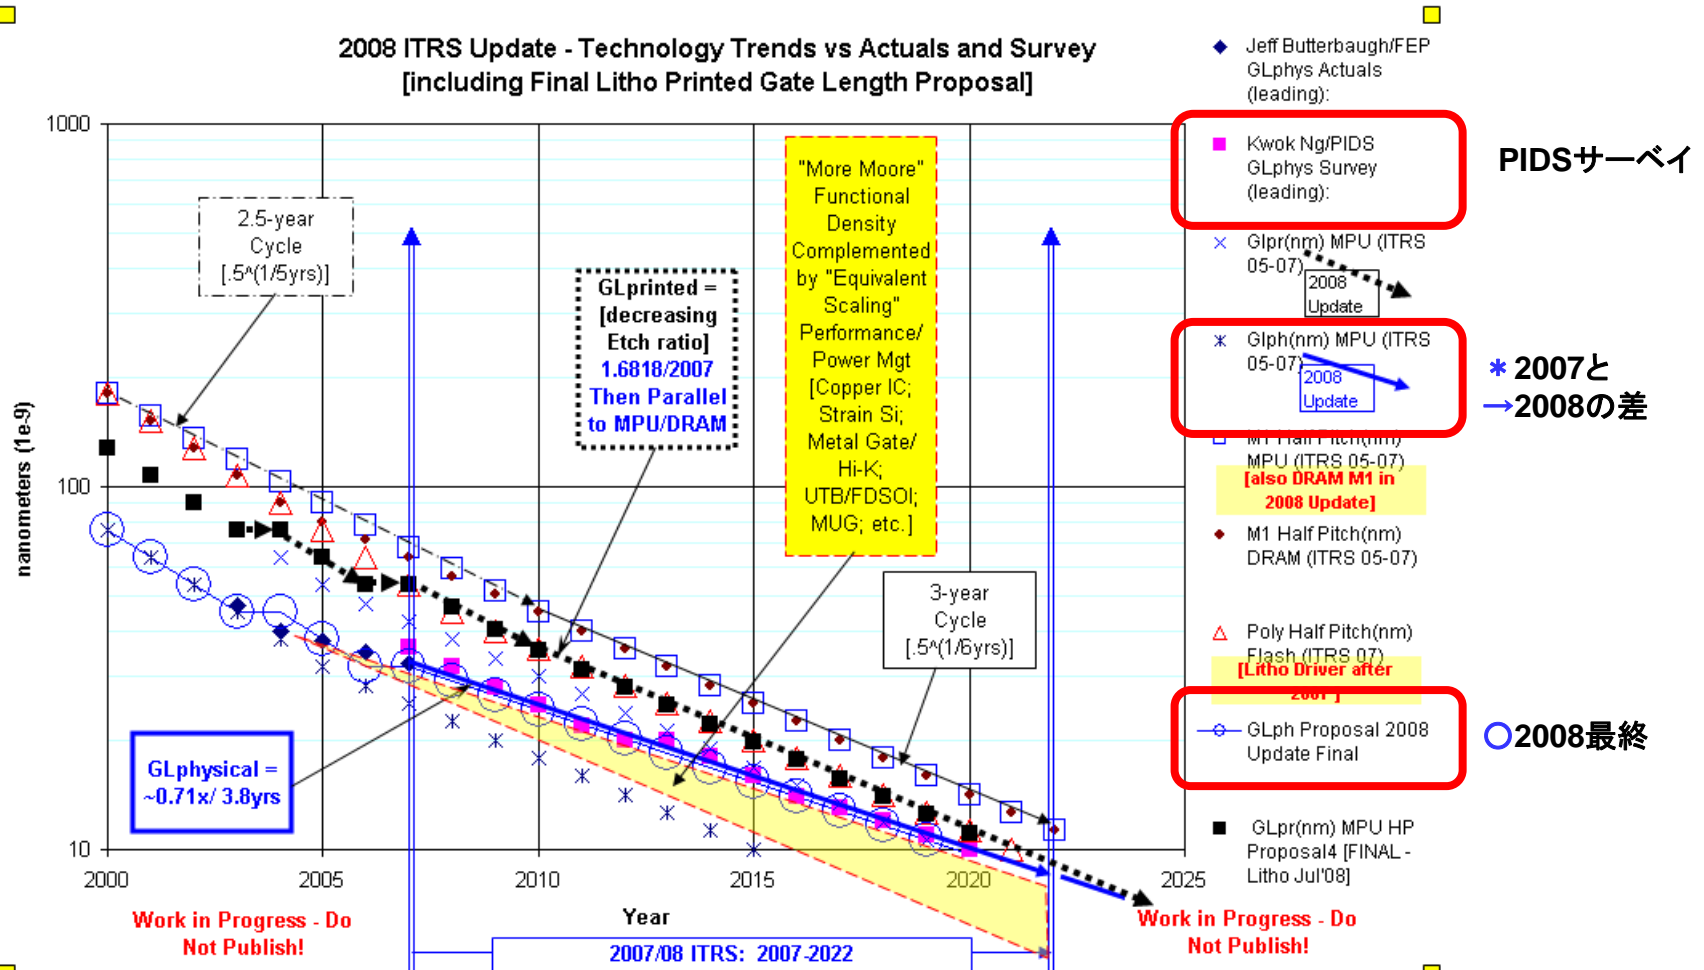 2008 ITRS Update - Technology Trends vs Actuals and Survey
[including Final Litho Printed Gate Length Proposal]
nanometers (1e-9)
1000
100
10
2000
2005
2010
2015
2020
2025
Year
2.5-year
Cycle
[.5^(1/5yrs)]
GLprinted =
[decreasing
Etch ratio]
1.6818/2007
Then Parallel
to MPU/DRAM
"More Moore"
Functional
Density
Complemented
by "Equivalent
Scaling"
Performance/
Power Mgt
[Copper IC;
Strain Si;
Metal Gate/
Hi-K;
UTB/FDSOI;
MUG; etc.]
3-year
Cycle
[.5^(1/6yrs)]
GLphysical =
~0.71x/ 3.8yrs
Work in Progress - Do
Not Publish!
2007/08 ITRS: 2007-2022
Work in Progress - Do
Not Publish!
Jeff Butterbaugh/FEP
GLphys Actuals
(leading):
Kwok Ng/PIDS
GLphys Survey
(leading):
Glpr(nm) MPU (ITRS
05-07)
2008
Update
Glph(nm) MPU (ITRS
05-07)
2008
Update
M1 Half Pitch(nm)
MPU (ITRS 05-07)
[also DRAM M1 in
2008 Update]
M1 Half Pitch(nm)
DRAM (ITRS 05-07)
Poly Half Pitch(nm)
Flash (ITRS 07)
[Litho Driver after
2007 ]
GLph Proposal 2008
Update Final
GLpr(nm) MPU HP
Proposal4 [FINAL -
Litho Jul'08]
PIDSサーベイ
＊2007と
→2008の差
○2008最終